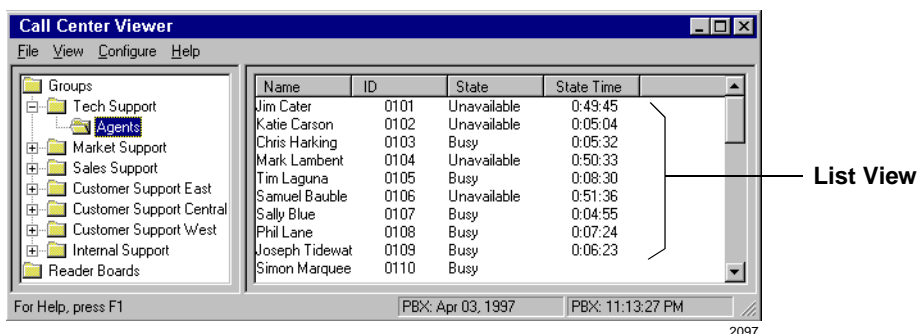 Call Center Viewer
File View Configure Help
Groups
Tech Support
Agents
Market Support
Sales Support
Customer Support East
Customer Support Central
Customer Support West
Internal Support
Reader Boards
Name ID State State Time
Jim Cater 0101 Unavailable 0:49:45
Katie Carson 0102 Unavailable 0:05:04
Chris Harking 0103 Busy 0:05:32
Mark Lambent 0104 Unavailable 0:50:33
Tim Laguna 0105 Busy 0:08:30
Samuel Bauble 0106 Unavailable 0:51:36
Sally Blue 0107 Busy 0:04:55
Phil Lane 0108 Busy 0:07:24
Joseph Tidewat 0109 Busy 0:06:23
Simon Marquee 0110 Busy
List View
For Help, press F1
PBX: Apr 03, 1997
PBX: 11:13:27 PM
2097